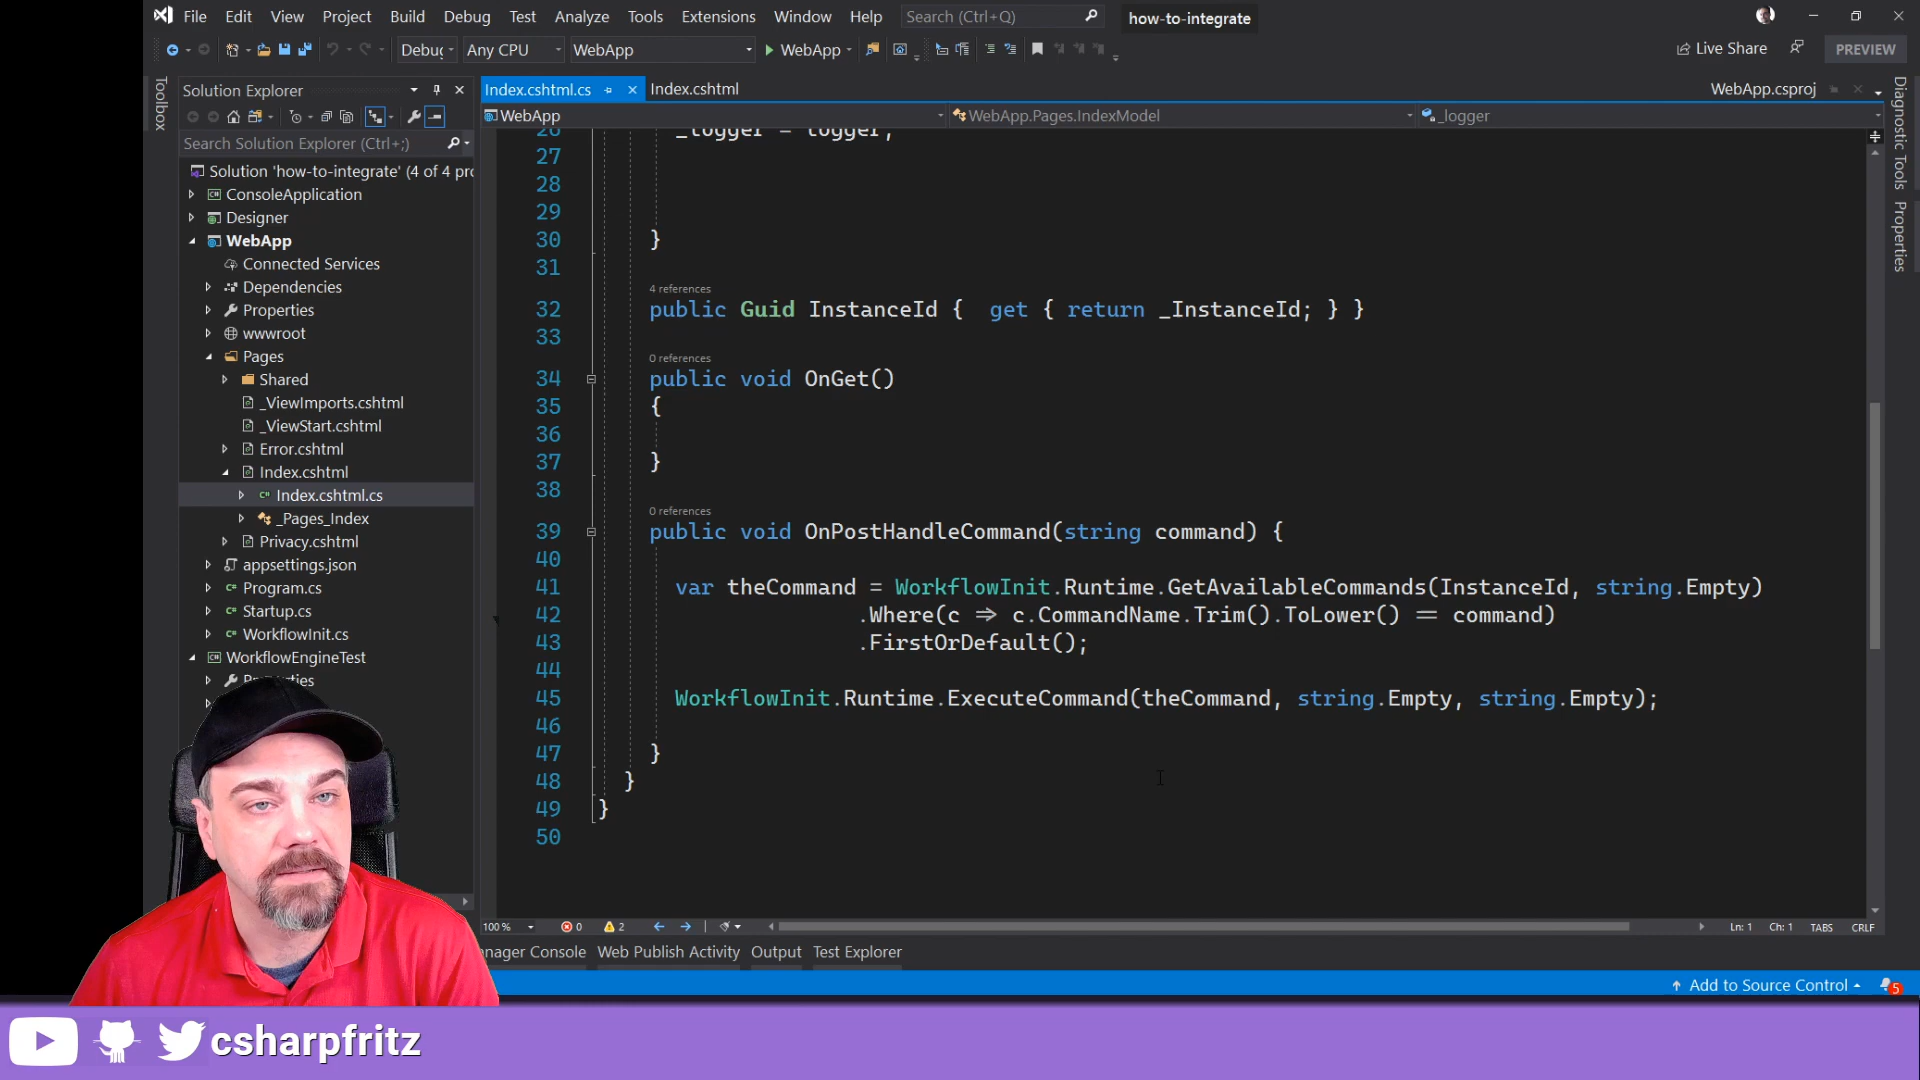 File Edit View Project Build Debug Test Analyze Tools Extensions Window Help Search (Ctrl+Q) how-to-integrate
Debug Any CPU WebApp WebApp Live Share PREVIEW
Toolbox
Solution Explorer
Search Solution Explorer (Ctrl+;)
Solution 'how-to-integrate' (4 of 4 pro
ConsoleApplication
Designer
WebApp
Connected Services
Dependencies
Properties
wwwroot
Pages
Shared
_ViewImports.cshtml
_ViewStart.cshtml
Error.cshtml
Index.cshtml
Index.cshtml.cs
_Pages_Index
Privacy.cshtml
appsettings.json
Program.cs
Startup.cs
WorkflowInit.cs
WorkflowEngineTest
Properties
Index.cshtml.cs Index.cshtml WebApp.csproj
WebApp WebApp.Pages.IndexModel _logger
26 _logger = logger;
27
28
29
30 }
31
4 references
32 public Guid InstanceId { get { return _InstanceId; } }
33
0 references
34 public void OnGet()
35 {
36
37 }
38
0 references
39 public void OnPostHandleCommand(string command) {
40
41 var theCommand = WorkflowInit.Runtime.GetAvailableCommands(InstanceId, string.Empty)
42 .Where(c => c.CommandName.Trim().ToLower() == command)
43 .FirstOrDefault();
44
45 WorkflowInit.Runtime.ExecuteCommand(theCommand, string.Empty, string.Empty);
46
47 }
48 }
49 }
50
100 % 0 2 Ln: 1 Ch: 1 TABS CRLF
nager Console Web Publish Activity Output Test Explorer
Add to Source Control 5
Diagnostic Tools
Properties
csharpfritz